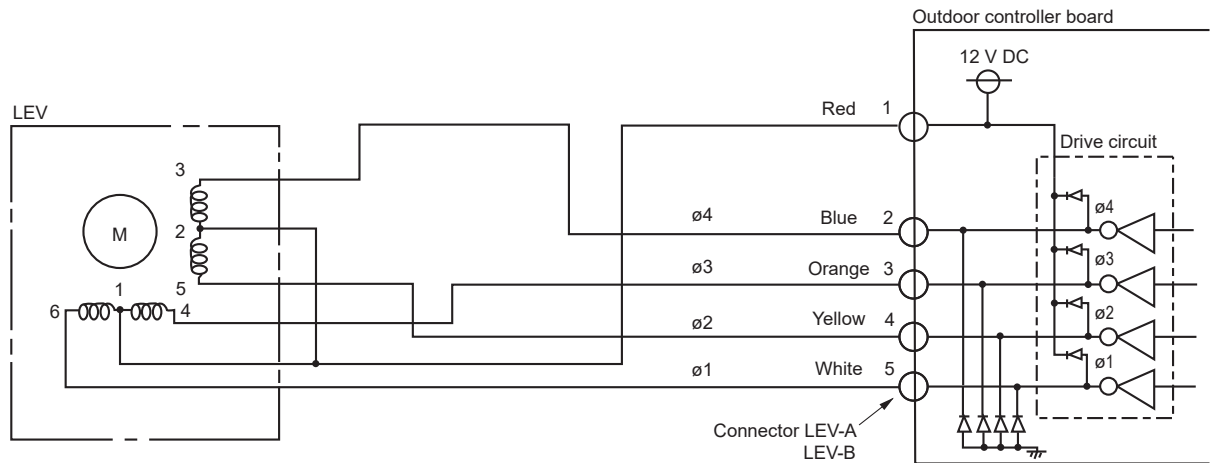 Outdoor controller board
12 V DC
LEV
Red 1
Drive circuit
3
ø4
M
2
ø4 Blue 2
ø3
5
ø3 Orange 3
ø2
6 1 4
ø2 Yellow 4
ø1
ø1 White 5
Connector LEV-A
LEV-B